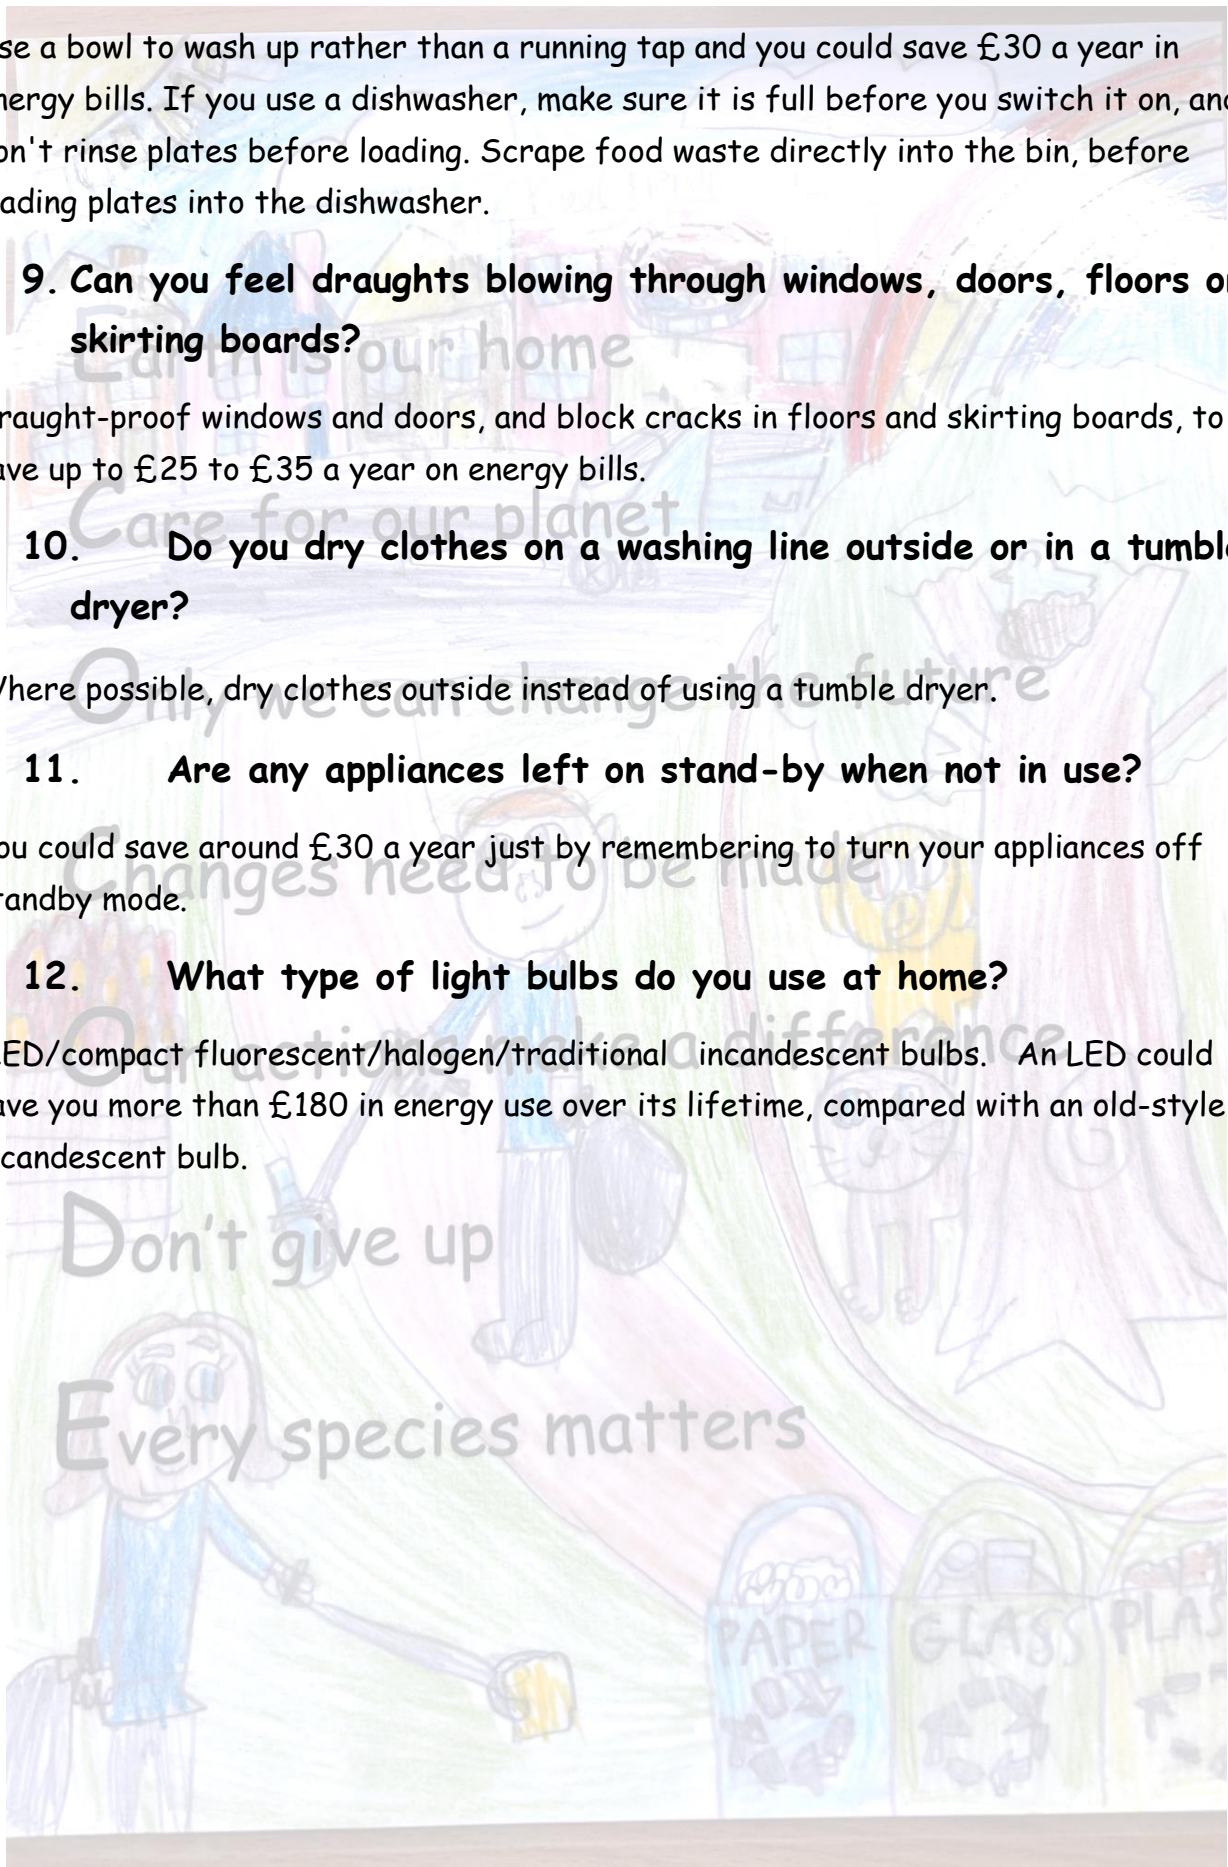 se a bowl to wash up rather than a running tap and you could save £30 a year in
nergy bills. If you use a dishwasher, make sure it is full before you switch it on, and
on't rinse plates before loading. Scrape food waste directly into the bin, before
ading plates into the dishwasher.
9. Can you feel draughts blowing through windows, doors, floors or
skirting boards?
Earth is our home
raught-proof windows and doors, and block cracks in floors and skirting boards, to
ave up to £25 to £35 a year on energy bills.
Care for our planet
10. Do you dry clothes on a washing line outside or in a tumble
dryer?
Only we can change the future
here possible, dry clothes outside instead of using a tumble dryer.
11. Are any appliances left on stand-by when not in use?
Changes need to be made
ou could save around £30 a year just by remembering to turn your appliances off
tandby mode.
12. What type of light bulbs do you use at home?
Our actions make a difference
LED/compact fluorescent/halogen/traditional incandescent bulbs. An LED could
ave you more than £180 in energy use over its lifetime, compared with an old-style
candescent bulb.
Don't give up
Every species matters
PAPER GLASS PLAS